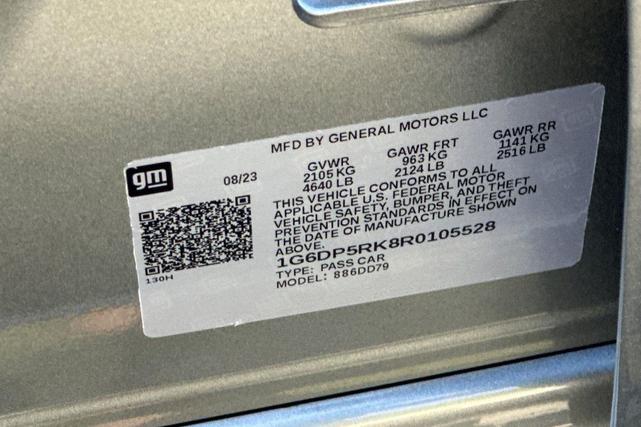 MFD BY GENERAL MOTORS LLC
gm
08/23
GVWR
2105 KG
4640 LB
GAWR FRT
963 KG
2124 LB
GAWR RR
1141 KG
2516 LB
THIS VEHICLE CONFORMS TO ALL
APPLICABLE U.S. FEDERAL MOTOR
VEHICLE SAFETY, BUMPER, AND THEFT
PREVENTION STANDARDS IN EFFECT ON
THE DATE OF MANUFACTURE SHOWN
ABOVE.
1G6DP5RK8R0105528
TYPE: PASS CAR
MODEL: 886DD79
130H